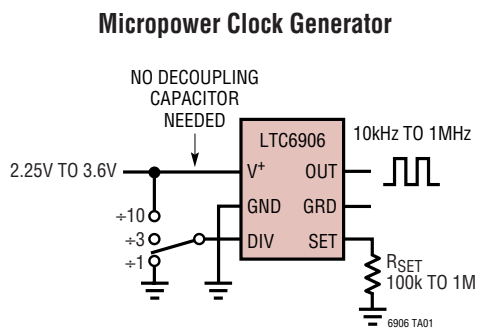 Micropower Clock Generator
NO DECOUPLING
CAPACITOR
NEEDED
LTC6906
10kHz TO 1MHz
2.25V TO 3.6V
V+
OUT
÷10
GND
GRD
÷3
DIV
SET
÷1
RSET
100k TO 1M
6906 TA01